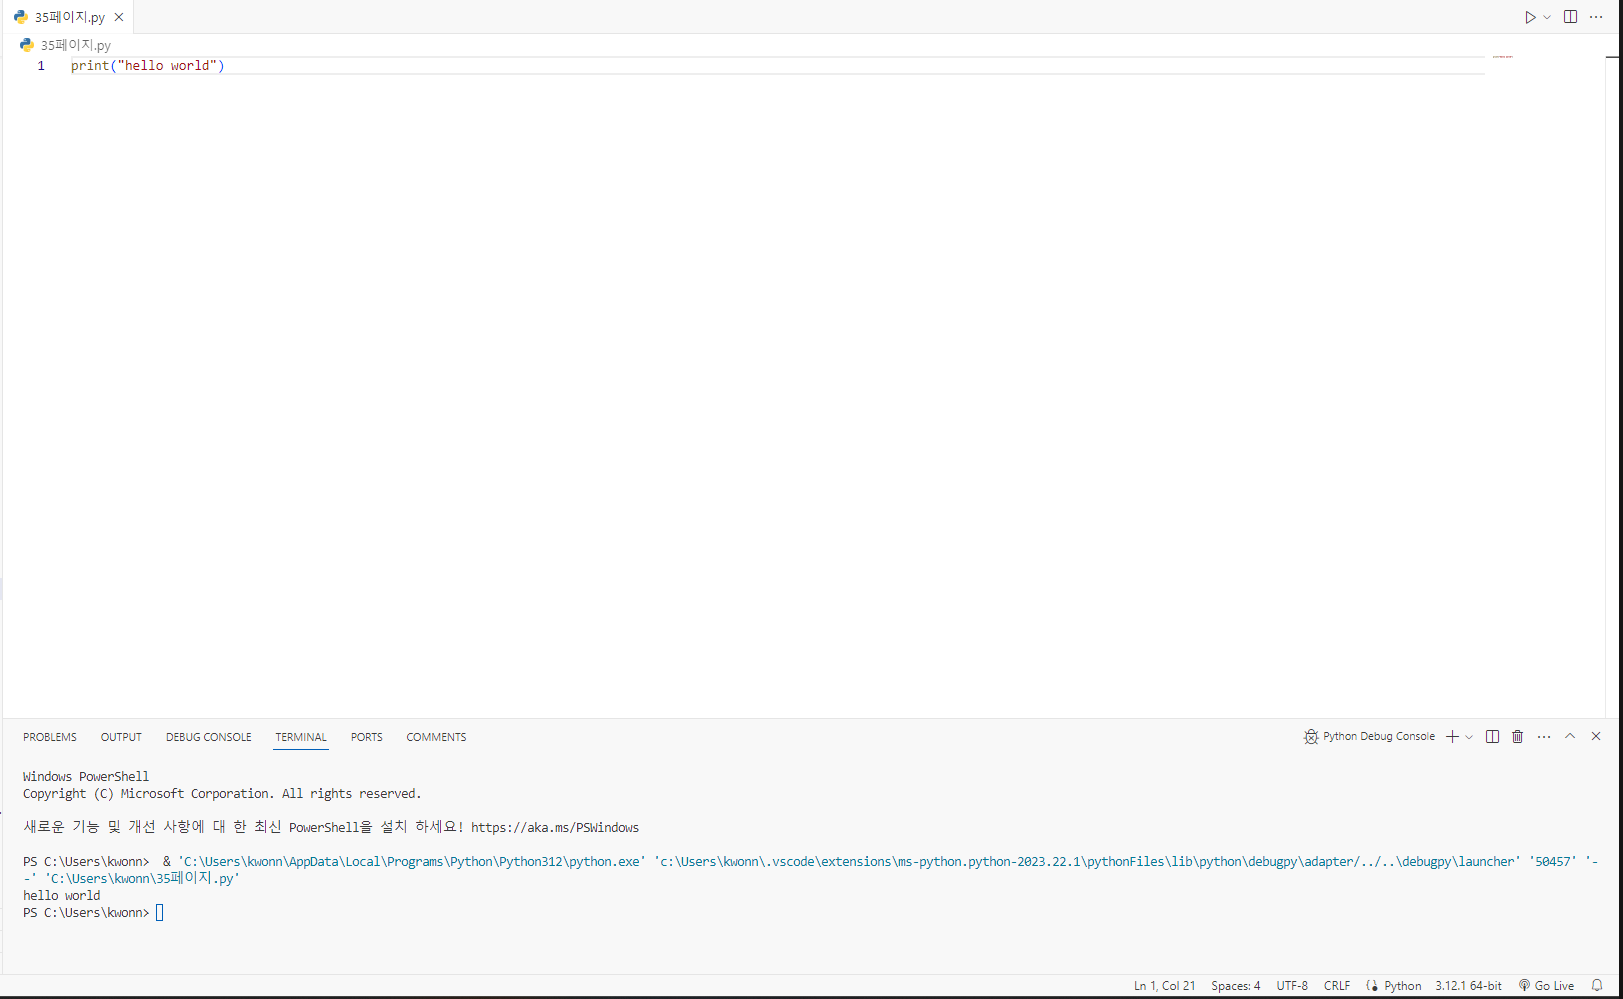 35페이지.py
35페이지.py
1 print("hello world")
PROBLEMS OUTPUT DEBUG CONSOLE TERMINAL PORTS COMMENTS Python Debug Console
Windows PowerShell
Copyright (C) Microsoft Corporation. All rights reserved.
새로운 기능 및 개선 사항에 대 한 최신 PowerShell을 설치 하세요! https://aka.ms/PSWindows
PS C:\Users\kwonn>  & 'C:\Users\kwonn\AppData\Local\Programs\Python\Python312\python.exe' 'c:\Users\kwonn\.vscode\extensions\ms-python.python-2023.22.1\pythonFiles\lib\python\debugpy\adapter/../..\debugpy\launcher' '50457' '-
-' 'C:\Users\kwonn\35페이지.py'
hello world
PS C:\Users\kwonn>
Ln 1, Col 21 Spaces: 4 UTF-8 CRLF Python 3.12.1 64-bit Go Live